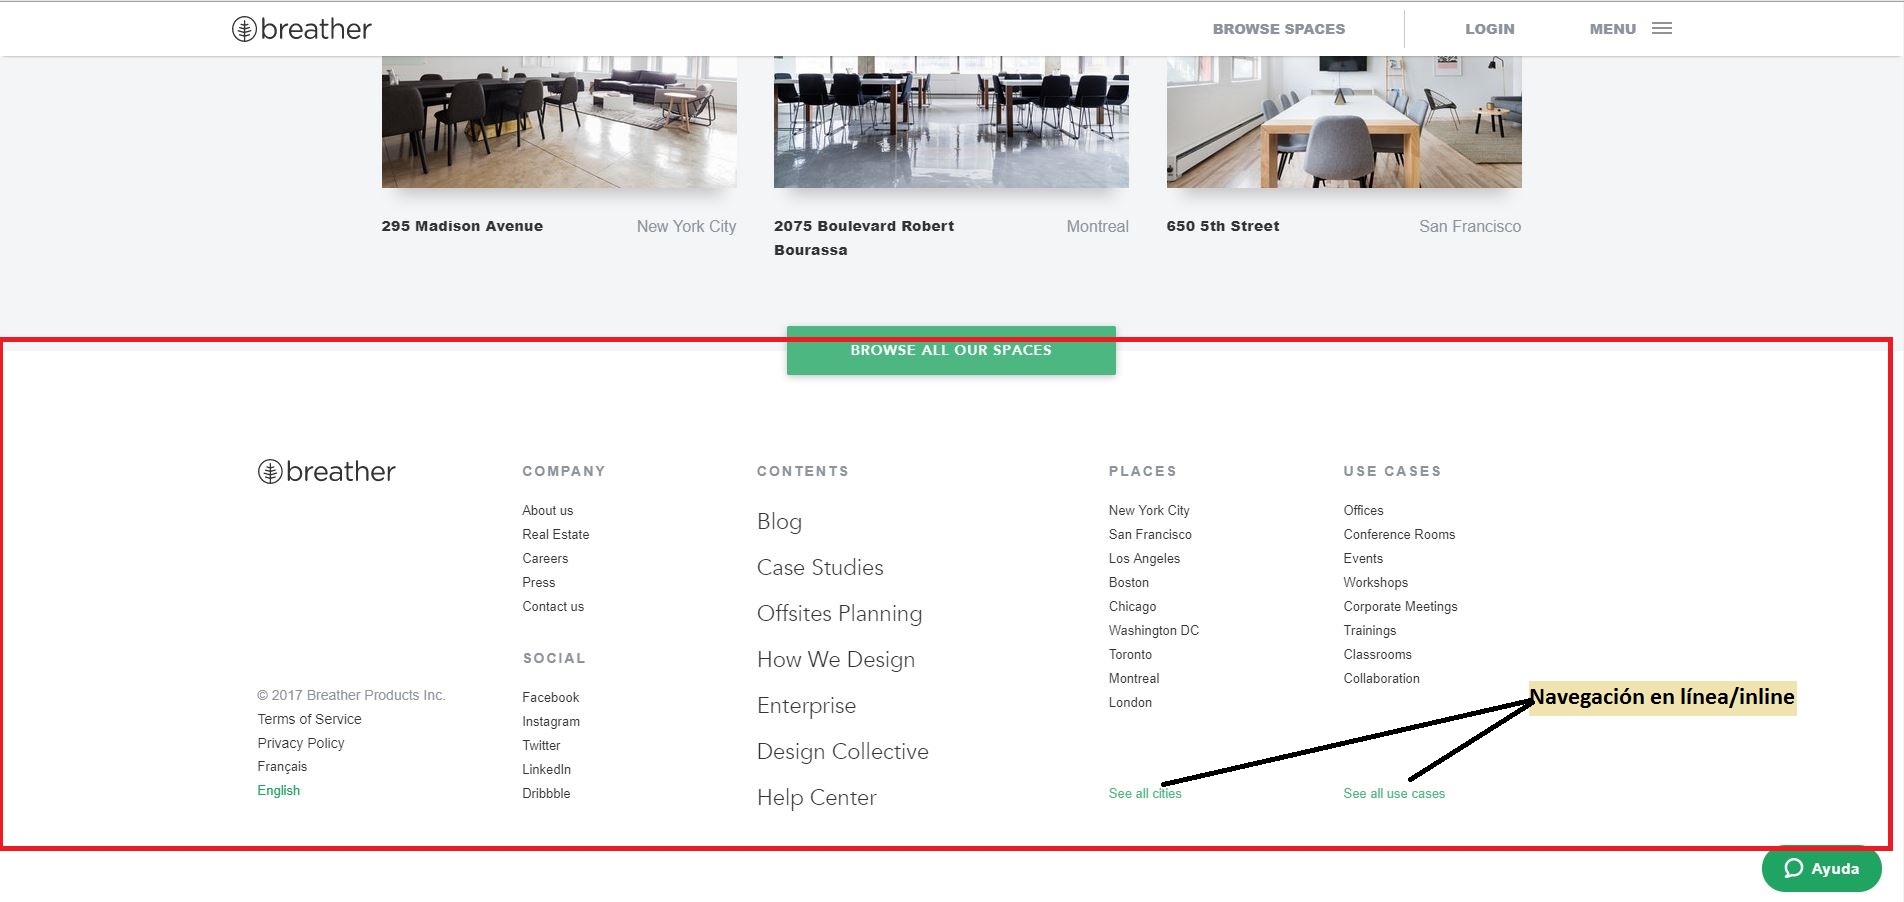 breather
BROWSE SPACES
LOGIN
MENU
295 Madison Avenue
New York City
2075 Boulevard Robert
Bourassa
Montreal
650 5th Street
San Francisco
BROWSE ALL OUR SPACES
breather
© 2017 Breather Products Inc.
Terms of Service
Privacy Policy
Français
English
COMPANY
About us
Real Estate
Careers
Press
Contact us
SOCIAL
Facebook
Instagram
Twitter
LinkedIn
Dribbble
CONTENTS
Blog
Case Studies
Offsites Planning
How We Design
Enterprise
Design Collective
Help Center
PLACES
New York City
San Francisco
Los Angeles
Boston
Chicago
Washington DC
Toronto
Montreal
London
See all cities
USE CASES
Offices
Conference Rooms
Events
Workshops
Corporate Meetings
Trainings
Classrooms
Collaboration
See all use cases
Navegación en línea/inline
Ayuda